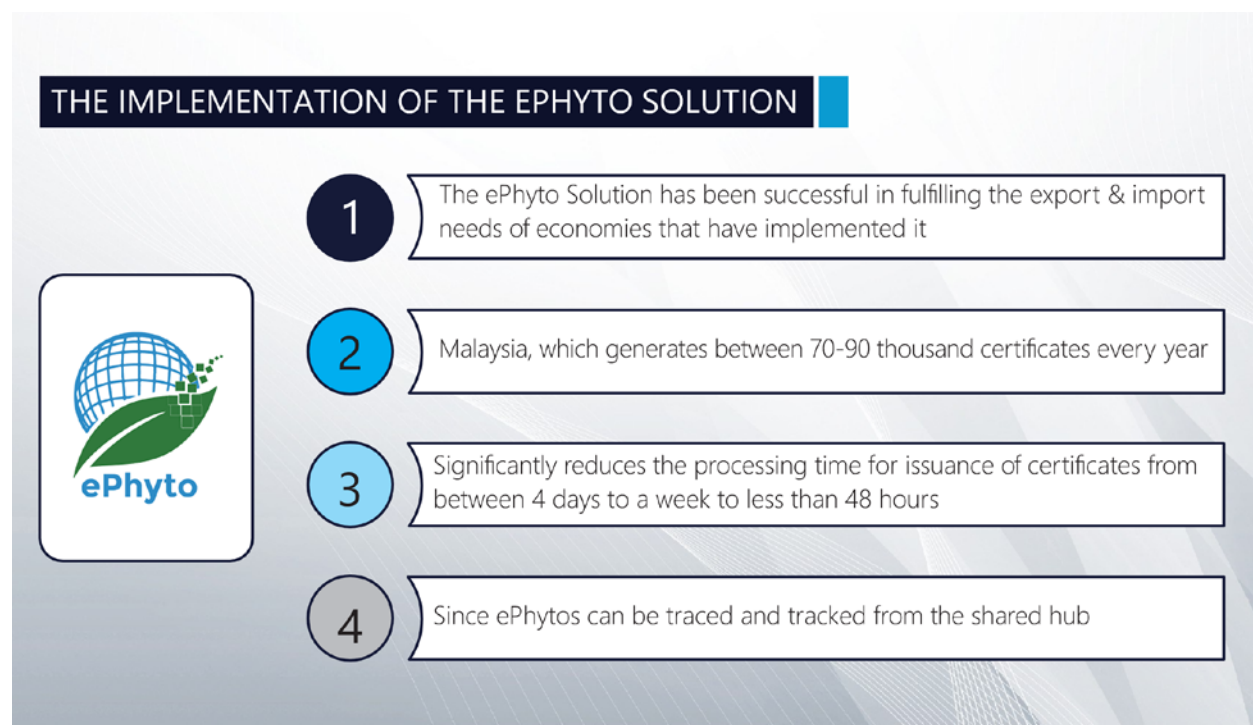 THE IMPLEMENTATION OF THE EPHYTO SOLUTION
1
The ePhyto Solution has been successful in fulfilling the export & import
needs of economies that have implemented it
2
Malaysia, which generates between 70-90 thousand certificates every year
3
Significantly reduces the processing time for issuance of certificates from
between 4 days to a week to less than 48 hours
4
Since ePhytos can be traced and tracked from the shared hub
ePhyto